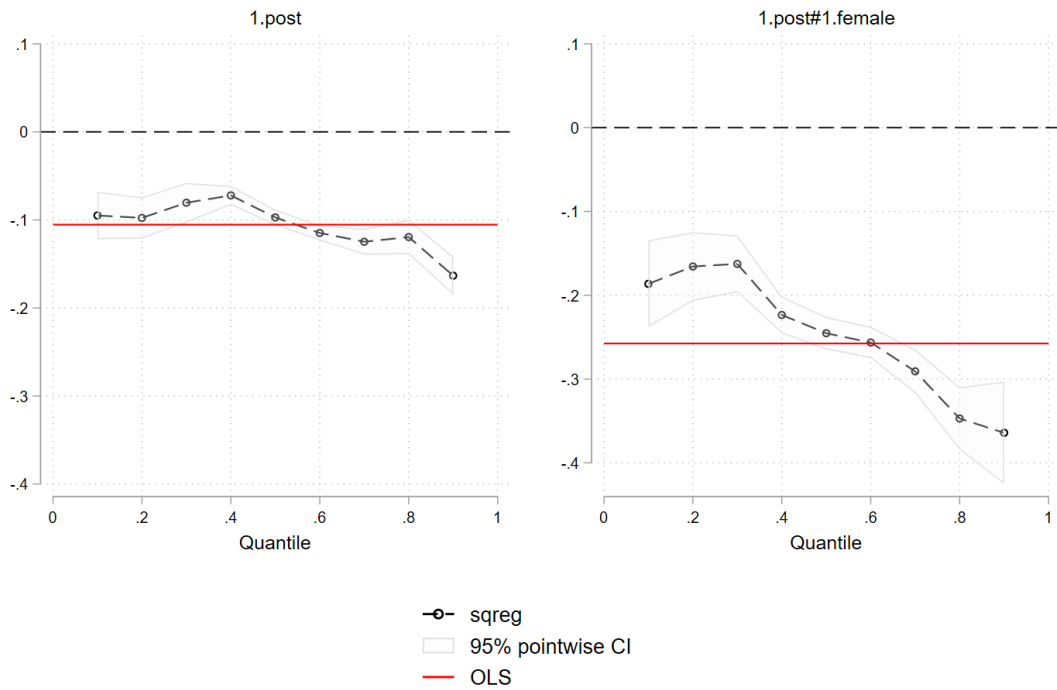 1.post
.1
0
-.1
-.2
-.3
-.4
0 .2 .4 .6 .8 1
Quantile
1.post#1.female
.1
0
-.1
-.2
-.3
-.4
0 .2 .4 .6 .8 1
Quantile
sqreg
95% pointwise CI
OLS